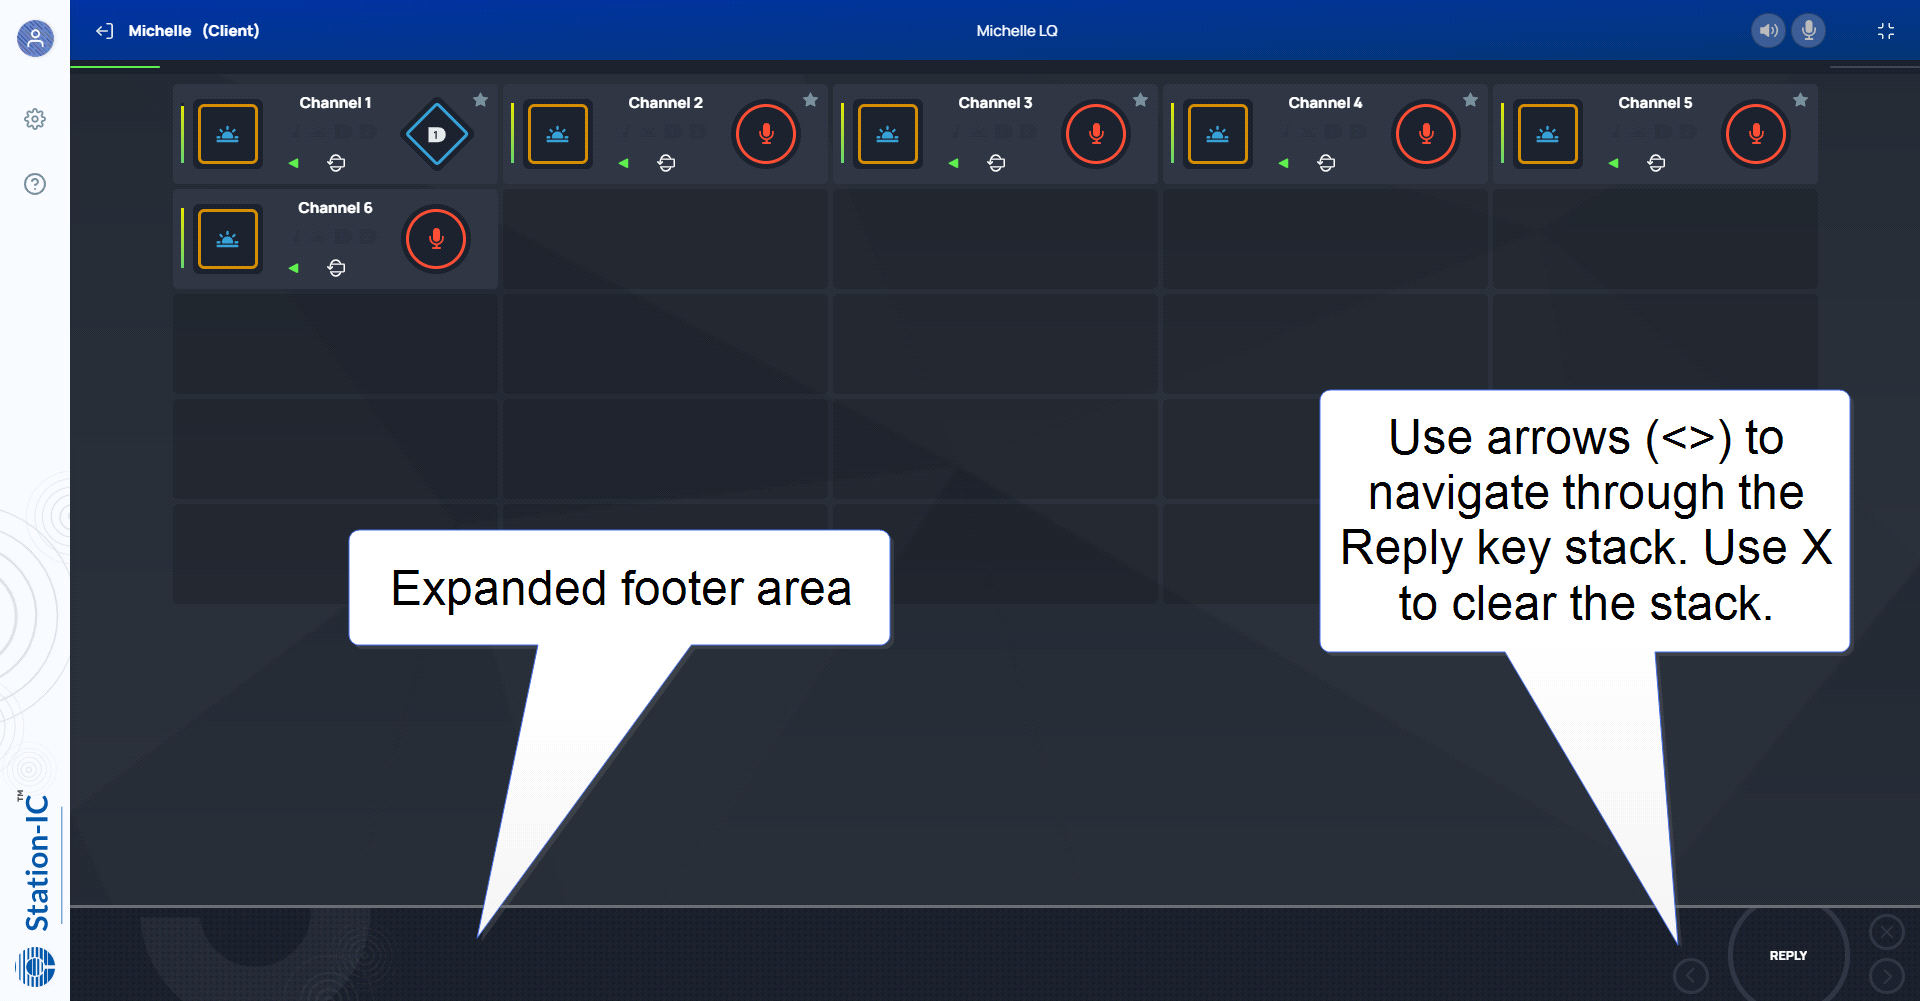 Michelle (Client)
Michelle LQ
Channel 1
D 1
Channel 2
Channel 3
Channel 4
Channel 5
Channel 6
Use arrows (<>) to
navigate through the
Reply key stack. Use X
to clear the stack.
Expanded footer area
Station-IC™
REPLY